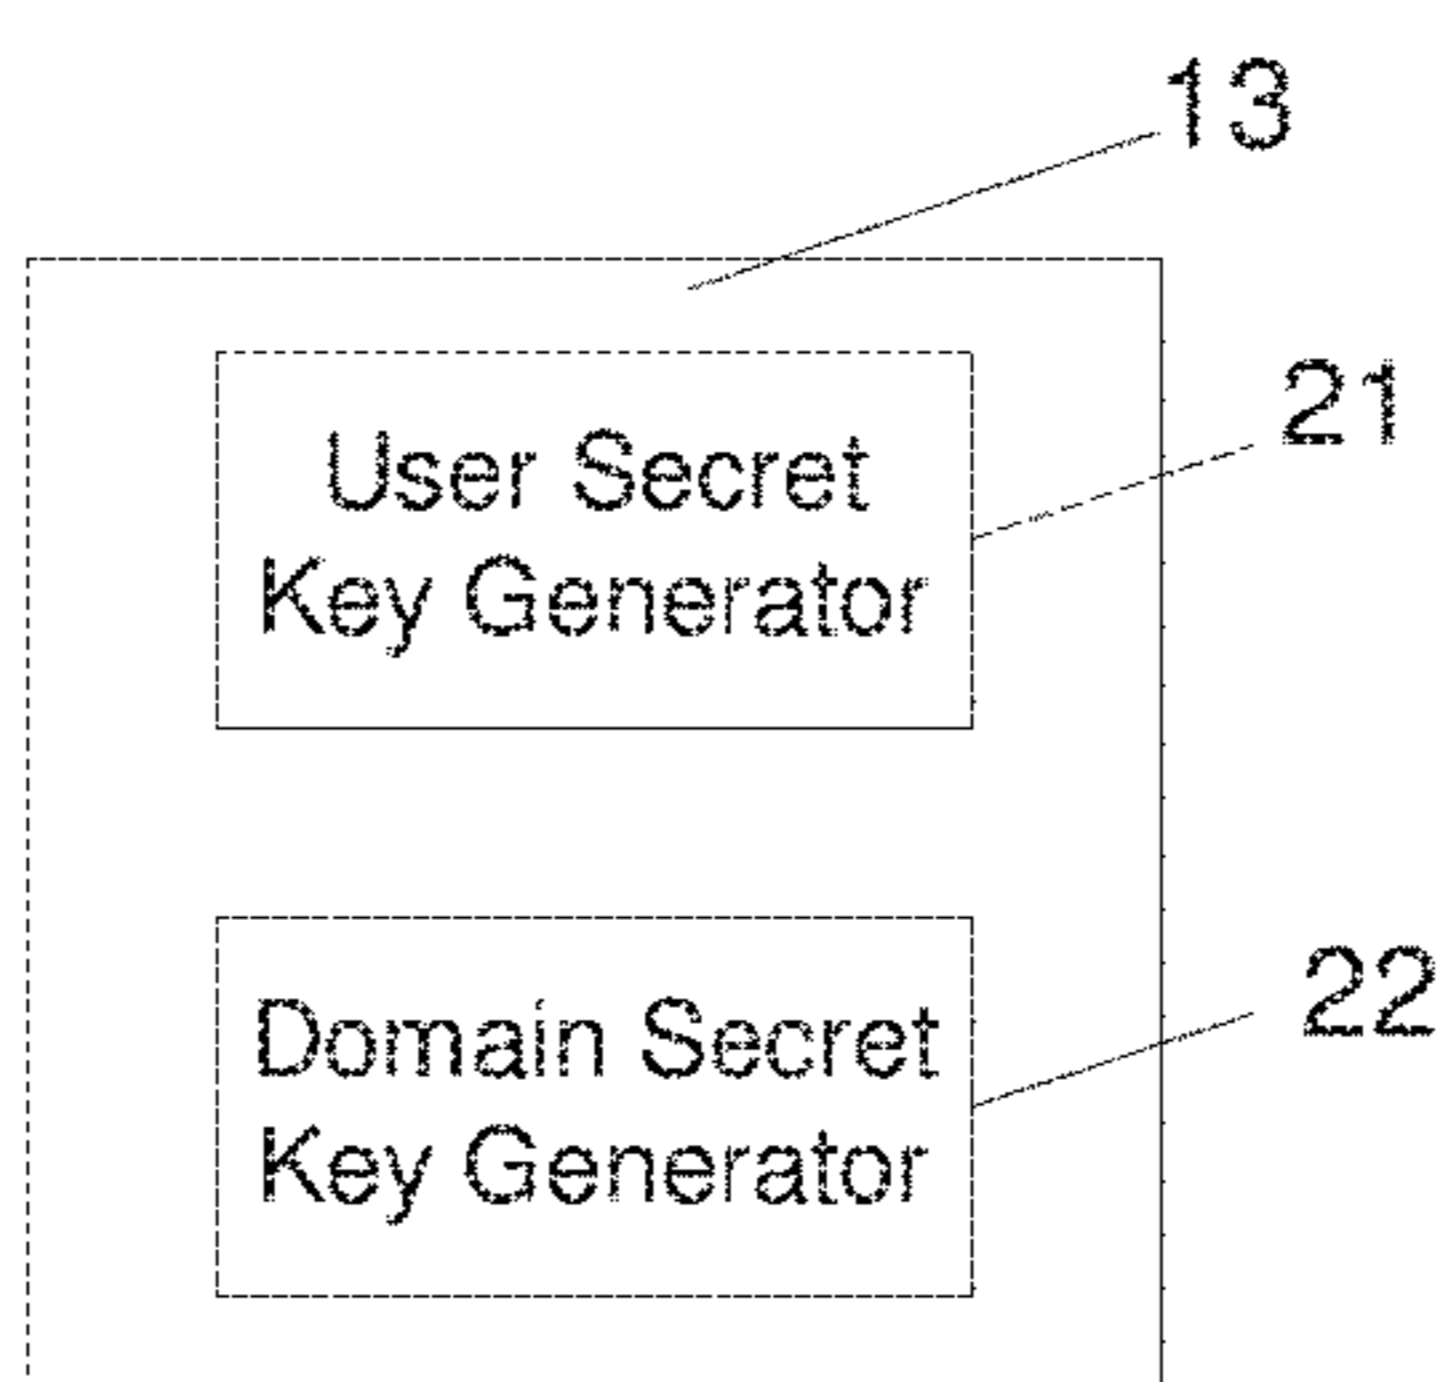 13
User Secret
Key Generator
21
Domain Secret
Key Generator
22